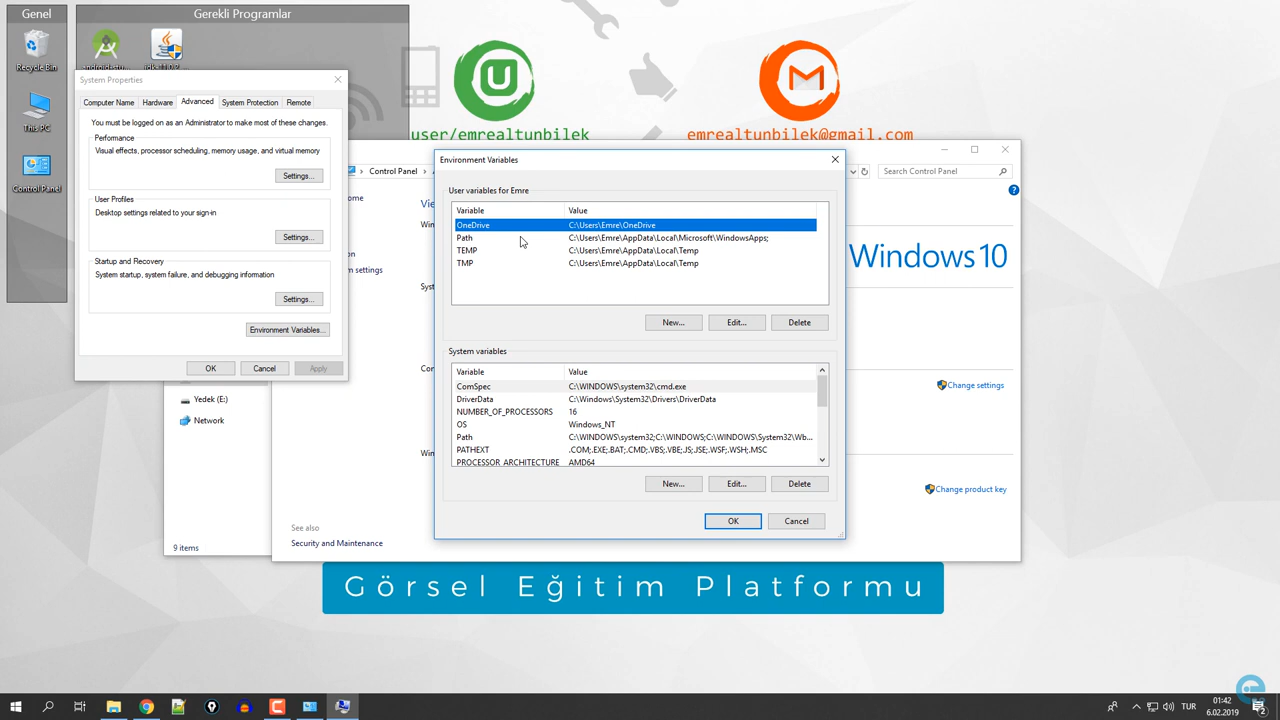 Genel
Gerekli Programlar
Recycle Bin
This PC
Control Panel
user/emrealtunbilek
emrealtunbilek@gmail.com
System Properties
Computer Name
Hardware
Advanced
System Protection
Remote
You must be logged on as an Administrator to make most of these changes.
Performance
Visual effects, processor scheduling, memory usage, and virtual memory
Settings...
User Profiles
Desktop settings related to your sign-in
Settings...
Startup and Recovery
System startup, system failure, and debugging information
Settings...
Environment Variables...
OK
Cancel
Apply
Yedek (E:)
Network
9 items
Control Panel
Search Control Panel
See also
Security and Maintenance
Windows 10
Change settings
Change product key
Environment Variables
User variables for Emre
Variable Value
OneDrive C:\Users\Emre\OneDrive
Path C:\Users\Emre\AppData\Local\Microsoft\WindowsApps;
TEMP C:\Users\Emre\AppData\Local\Temp
TMP C:\Users\Emre\AppData\Local\Temp
New... Edit... Delete
System variables
Variable Value
ComSpec C:\WINDOWS\system32\cmd.exe
DriverData C:\Windows\System32\Drivers\DriverData
NUMBER_OF_PROCESSORS 16
OS Windows_NT
Path C:\WINDOWS\system32;C:\WINDOWS;C:\WINDOWS\System32\Wb...
PATHEXT .COM;.EXE;.BAT;.CMD;.VBS;.VBE;.JS;.JSE;.WSF;.WSH;.MSC
PROCESSOR_ARCHITECTURE AMD64
New... Edit... Delete
OK Cancel
Görsel Eğitim Platformu
TUR
01:42
6.02.2019